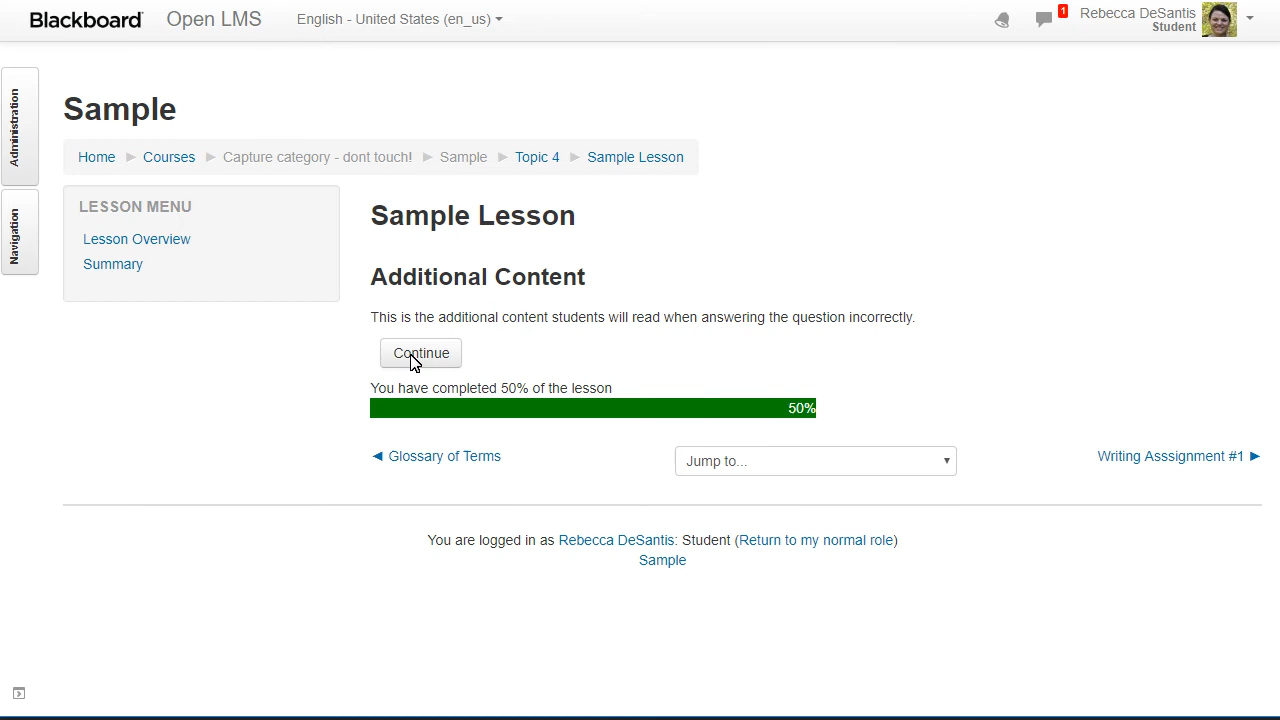 Blackboard Open LMS English - United States (en_us) 1 Rebecca DeSantis
Student
Administration
Navigation
Sample
Home ▶ Courses ▶ Capture category - dont touch! ▶ Sample ▶ Topic 4 ▶ Sample Lesson
LESSON MENU
Lesson Overview
Summary
Sample Lesson
Additional Content
This is the additional content students will read when answering the question incorrectly.
Continue
You have completed 50% of the lesson
50%
◀ Glossary of Terms
Jump to...
Writing Asssignment #1 ▶
You are logged in as Rebecca DeSantis: Student (Return to my normal role)
Sample